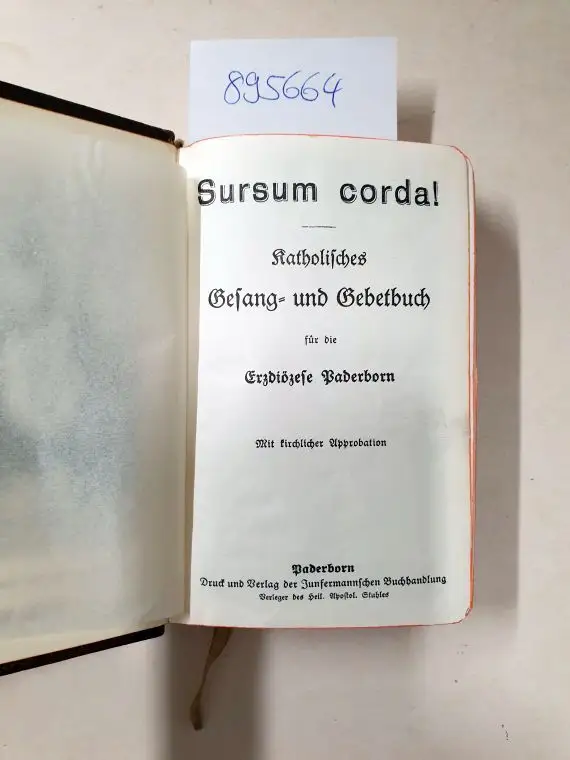 895664
Sursum corda!
Katholisches
Gesang- und Gebetbuch
für die
Erzdiözese Paderborn
Mit kirchlicher Approbation
Paderborn
Druck und Verlag der Junfermannschen Buchhandlung
Verleger des Heil. Apostol. Stuhles